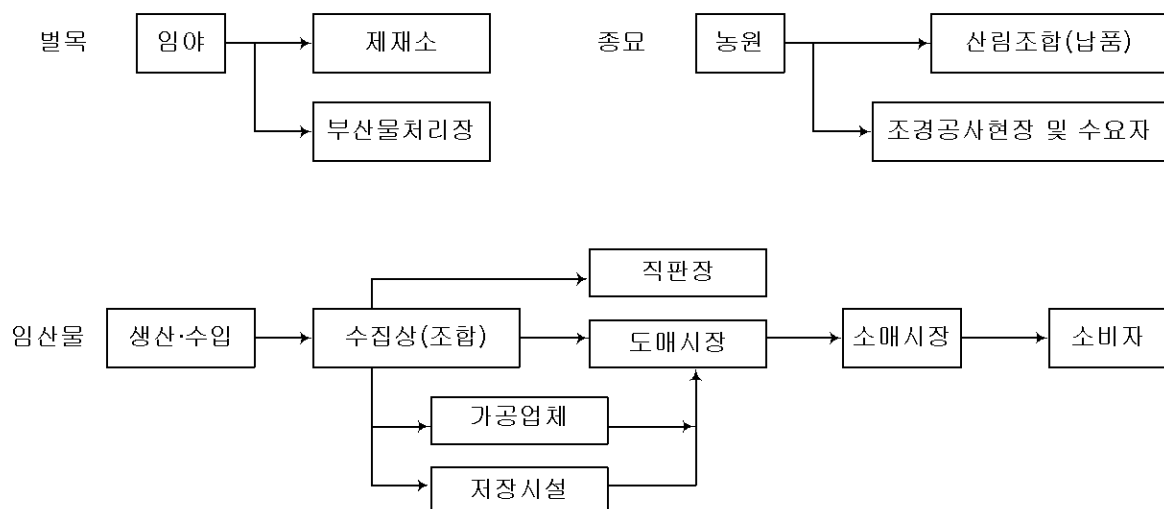 벌목
임야
제재소
부산물처리장
종묘
농원
산림조합(납품)
조경공사현장 및 수요자
임산물
생산·수입
수집상(조합)
직판장
도매시장
소매시장
소비자
가공업체
저장시설